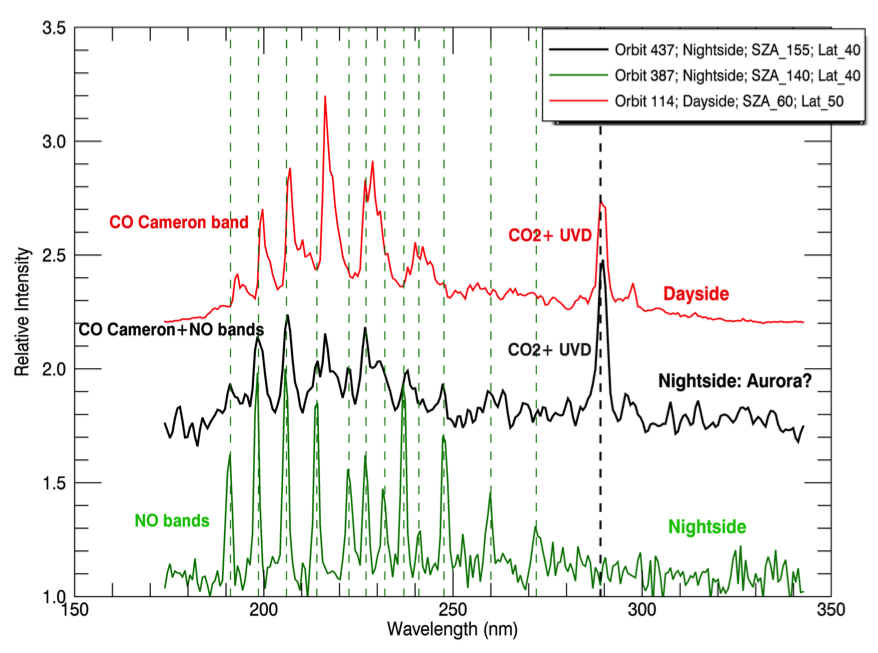 3.5
3.0
2.5
2.0
1.5
1.0
Relative Intensity
Orbit 437; Nightside; SZA_155; Lat_40
Orbit 387; Nightside; SZA_140; Lat_40
Orbit 114; Dayside; SZA_60; Lat_50
CO Cameron band
CO2+ UVD
Dayside
CO Cameron+NO bands
CO2+ UVD
Nightside: Aurora?
NO bands
Nightside
150
200
250
300
350
Wavelength (nm)